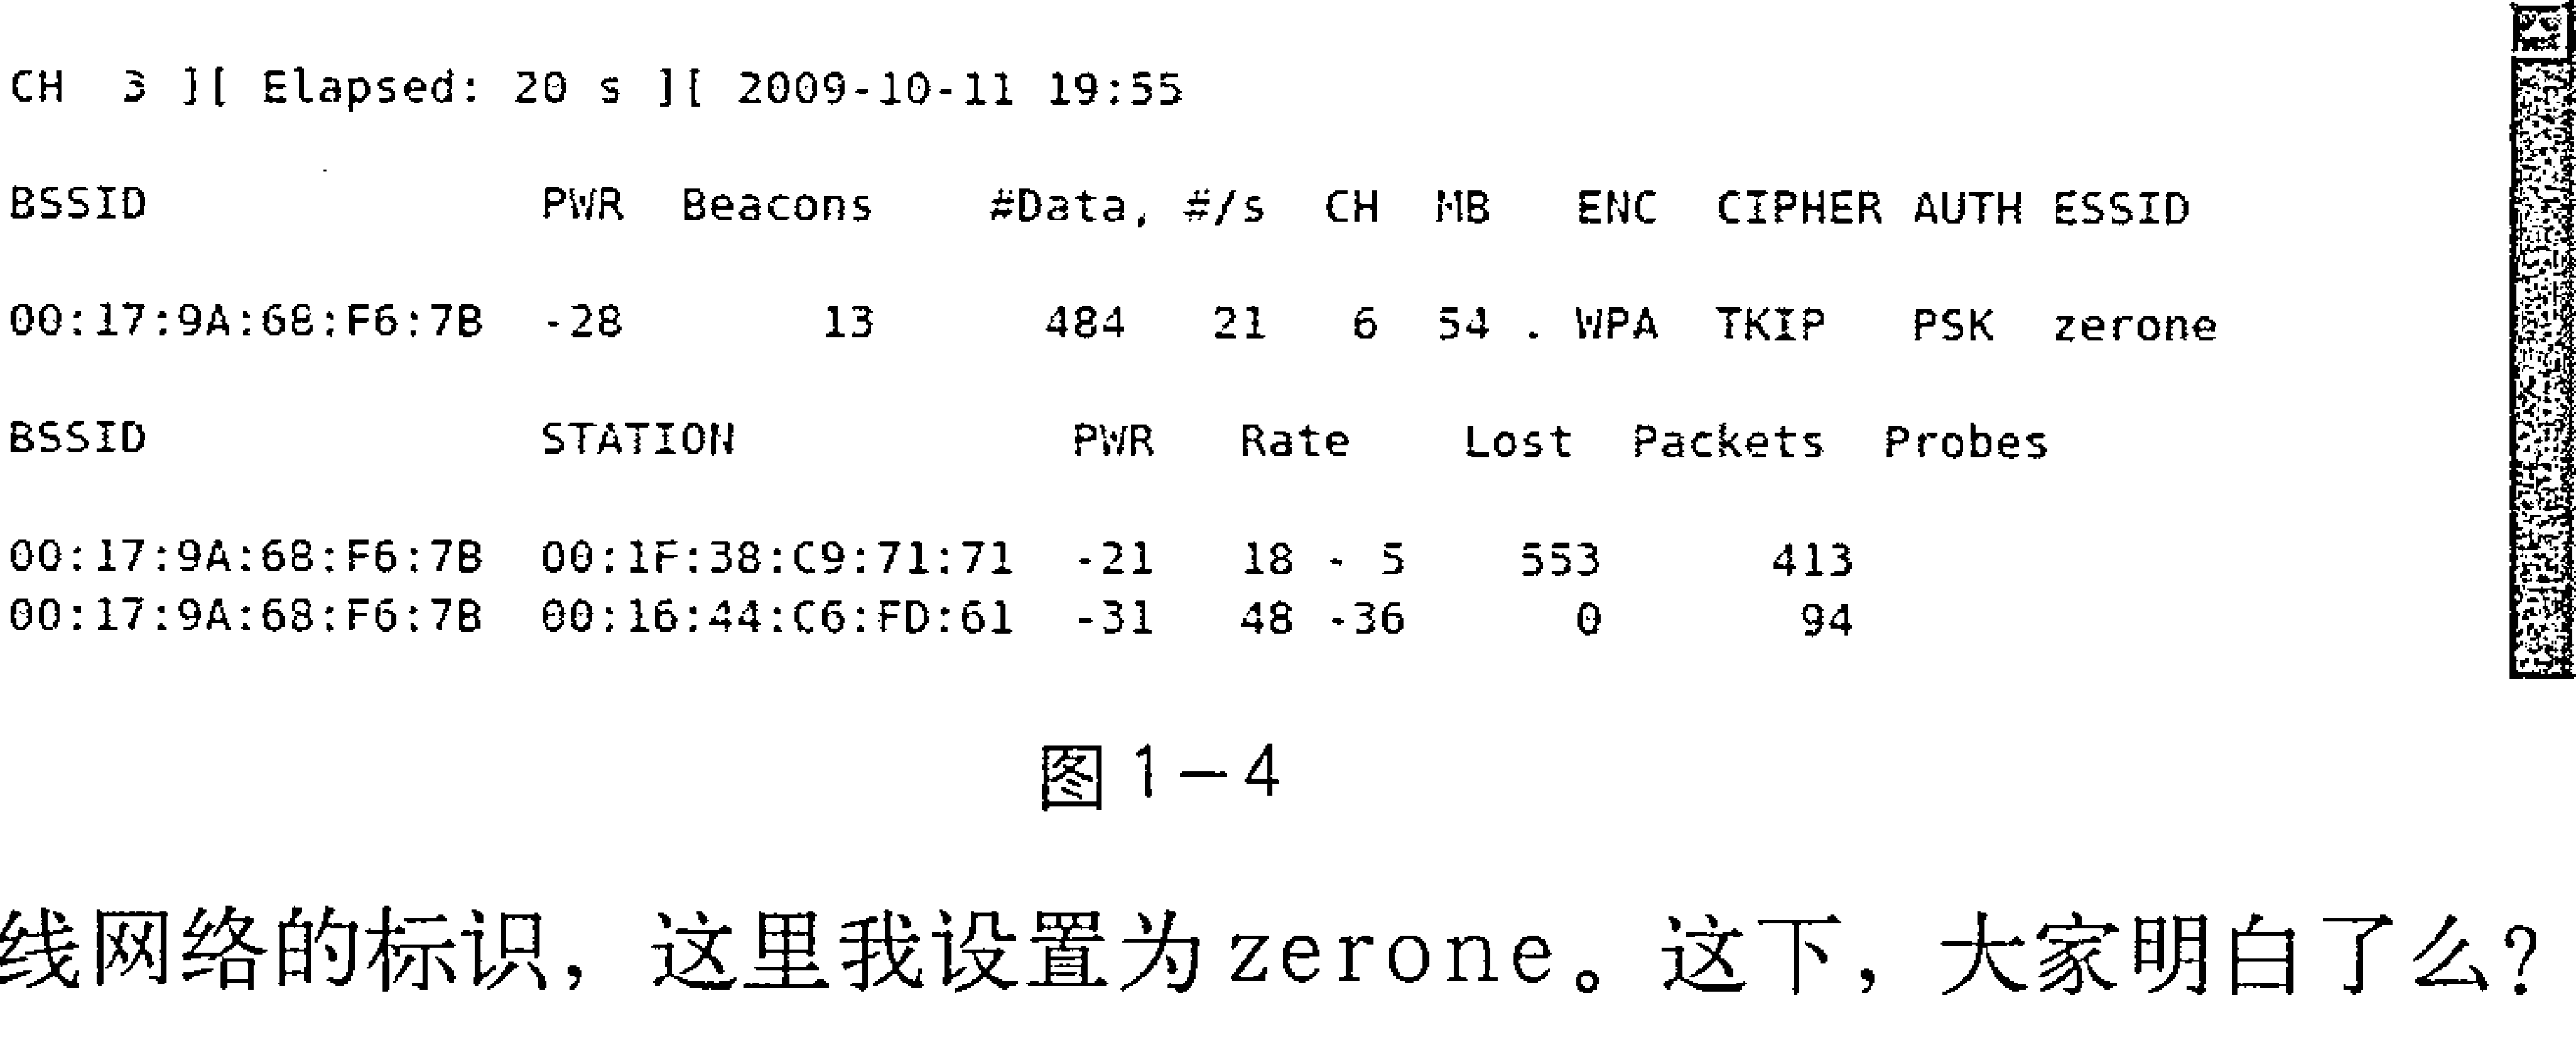 CH  3 ][ Elapsed: 20 s ][ 2009-10-11 19:55
BSSID              PWR  Beacons    #Data, #/s  CH  MB   ENC  CIPHER AUTH ESSID
00:17:9A:68:F6:7B  -28       13      484   21   6  54 . WPA  TKIP   PSK  zerone
BSSID              STATION            PWR   Rate    Lost  Packets  Probes
00:17:9A:68:F6:7B  00:1F:38:C9:71:71  -21   18 - 5    553      413
00:17:9A:68:F6:7B  00:16:44:C6:FD:61  -31   48 -36      0       94
图 1－4
线网络的标识，这里我设置为zerone。这下，大家明白了么？